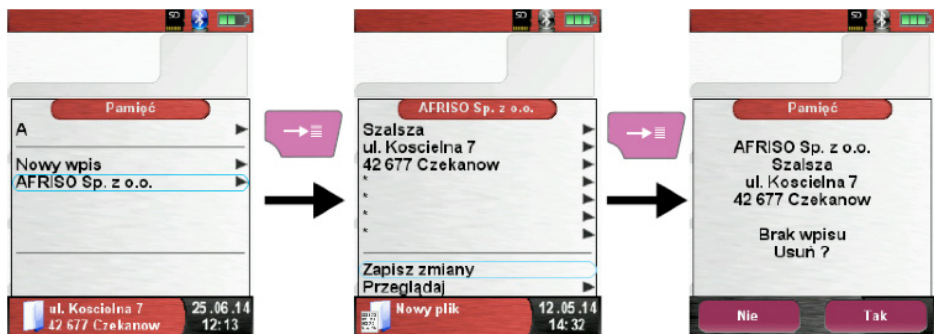 SD
Pamięć
A
Nowy wpis
AFRISO Sp. z o.o.
ul. Koscielna 7
42 677 Czekanow
25.06.14
12:13
SD
AFRISO Sp. z o.o.
Szalsza
ul. Koscielna 7
42 677 Czekanow
*
*
*
*
Zapisz zmiany
Przeglądaj
Nowy plik
12.05.14
14:32
SD
Pamięć
AFRISO Sp. z o.o.
Szalsza
ul. Koscielna 7
42 677 Czekanow
Brak wpisu
Usuń ?
Nie
Tak